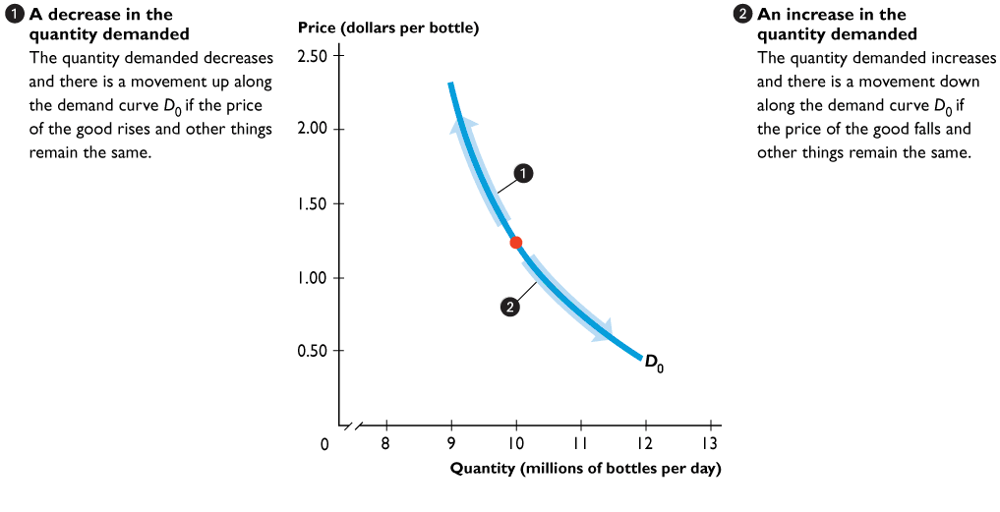 1 A decrease in the
quantity demanded
The quantity demanded decreases
and there is a movement up along
the demand curve D0 if the price
of the good rises and other things
remain the same.
Price (dollars per bottle)
2.50
2.00
1.50
1.00
0.50
0
1
2
D0
8 9 10 11 12 13
Quantity (millions of bottles per day)
2 An increase in the
quantity demanded
The quantity demanded increases
and there is a movement down
along the demand curve D0 if
the price of the good falls and
other things remain the same.